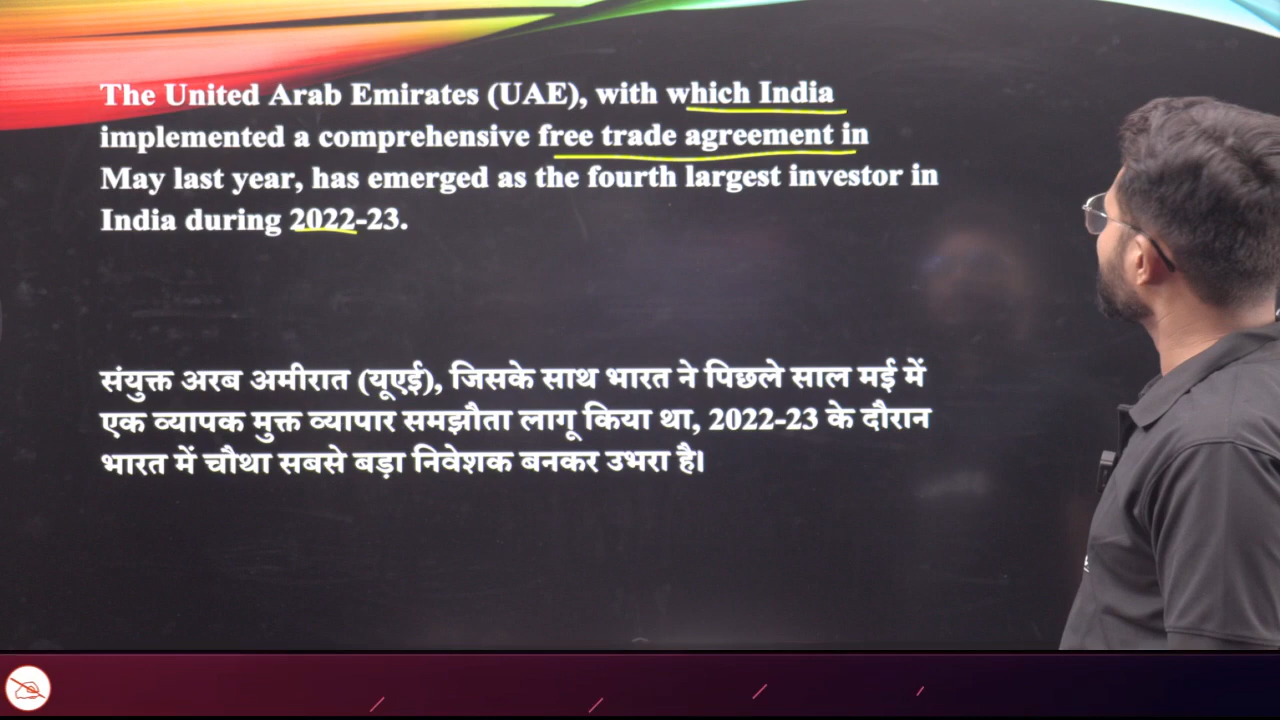 The United Arab Emirates (UAE), with which India
implemented a comprehensive free trade agreement in
May last year, has emerged as the fourth largest investor in
India during 2022-23.
संयुक्त अरब अमीरात (यूएई), जिसके साथ भारत ने पिछले साल मई में
एक व्यापक मुक्त व्यापार समझौता लागू किया था, 2022-23 के दौरान
भारत में चौथा सबसे बड़ा निवेशक बनकर उभरा है।